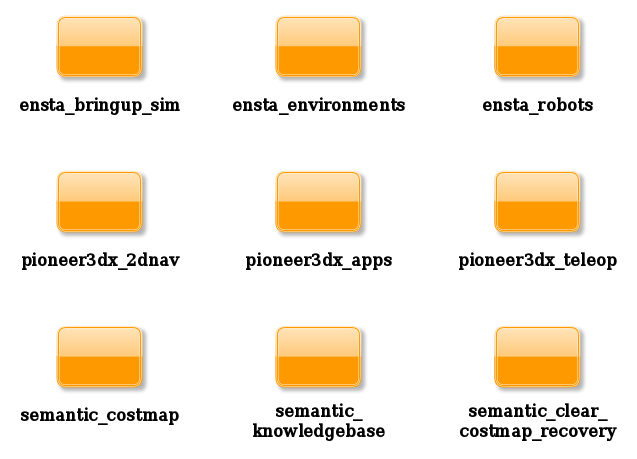 ensta_bringup_sim
ensta_environments
ensta_robots
pioneer3dx_2dnav
pioneer3dx_apps
pioneer3dx_teleop
semantic_costmap
semantic_
knowledgebase
semantic_clear_
costmap_recovery